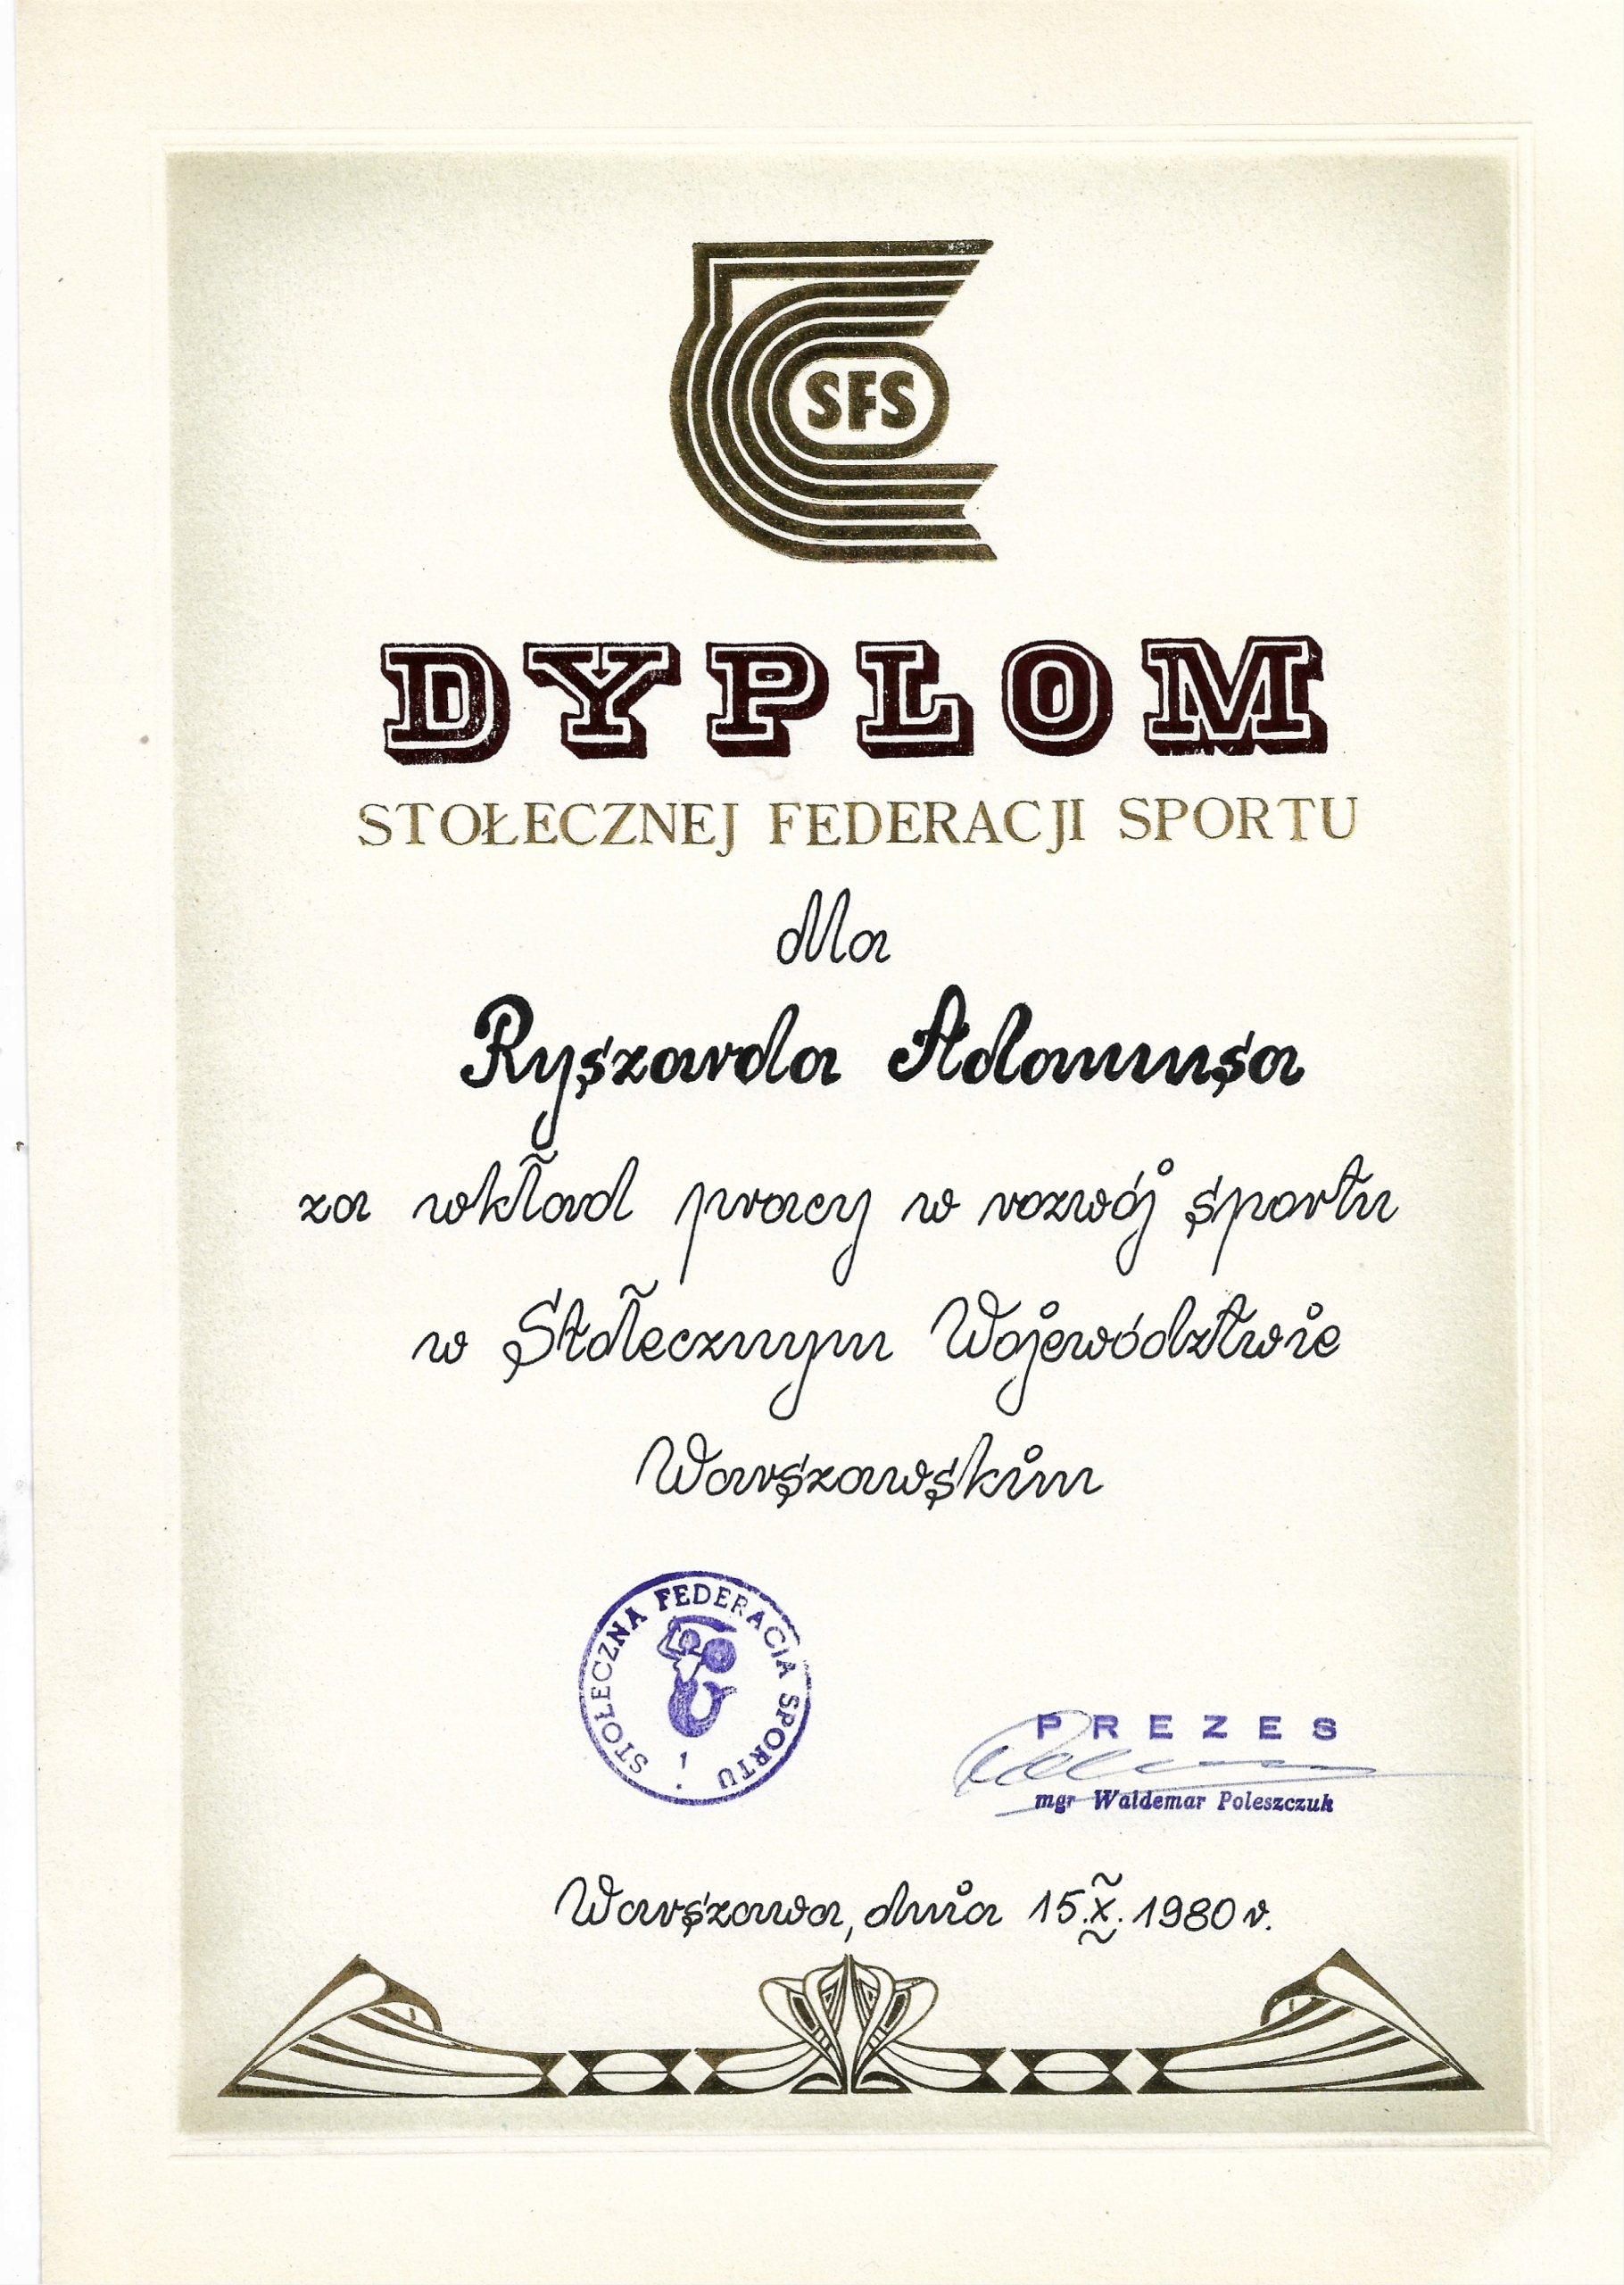 SFS
DYPLOM
STOŁECZNEJ FEDERACJI SPORTU
dla
Ryszarda Adamusa
za wkład pracy w rozwój sportu
w Stołecznym Województwie
Warszawskim
STOŁECZNA FEDERACJA SPORTU
1
PREZES
mgr Waldemar Poleszczuk
Warszawa, dnia 15.X.1980 r.